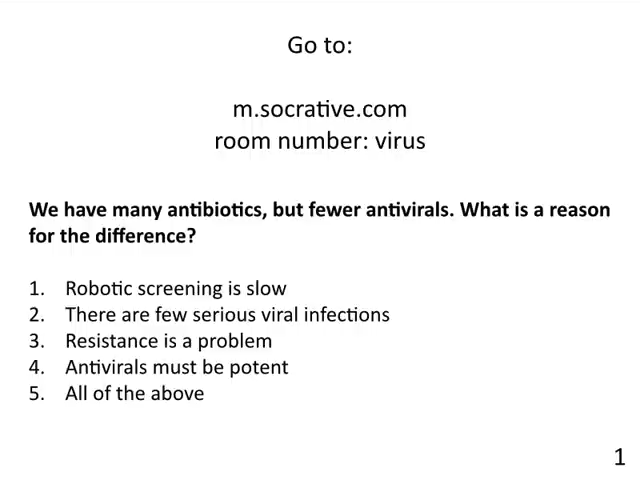 Go to:
m.socrative.com
room number: virus
We have many antibiotics, but fewer antivirals. What is a reason
for the difference?
1. Robotic screening is slow
2. There are few serious viral infections
3. Resistance is a problem
4. Antivirals must be potent
5. All of the above
1